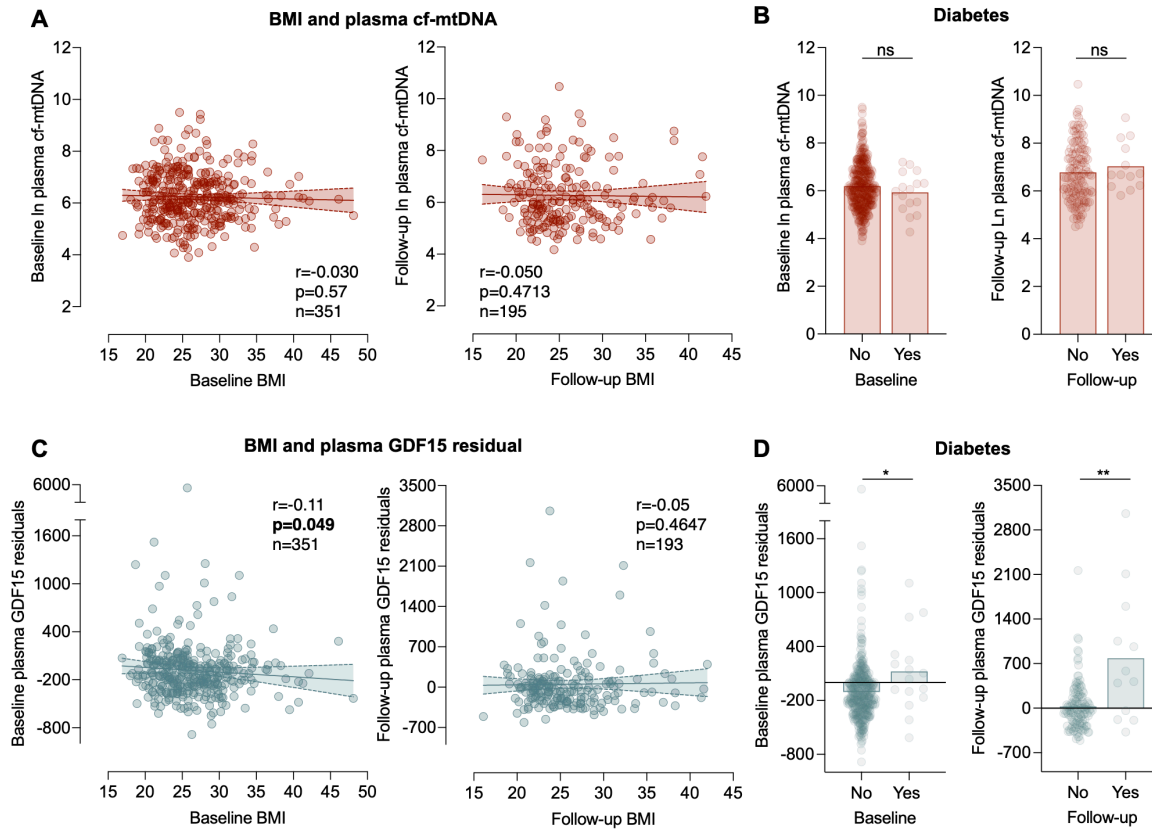 A
BMI and plasma cf-mtDNA
Baseline ln plasma cf-mtDNA
12
10
8
6
4
2
r=-0.030
p=0.57
n=351
15 20 25 30 35 40 45 50
Baseline BMI
Follow-up ln plasma cf-mtDNA
12
10
8
6
4
2
r=-0.050
p=0.4713
n=195
15 20 25 30 35 40 45
Follow-up BMI
B
Diabetes
Baseline ln plasma cf-mtDNA
12
10
8
6
4
2
0
ns
No Yes
Baseline
Follow-up Ln plasma cf-mtDNA
12
10
8
6
4
2
0
ns
No Yes
Follow-up
C
BMI and plasma GDF15 residual
Baseline plasma GDF15 residuals
6000
1600
1000
400
-200
-800
r=-0.11
p=0.049
n=351
15 20 25 30 35 40 45 50
Baseline BMI
Follow-up plasma GDF15 residuals
3500
2800
2100
1400
700
0
-700
r=-0.05
p=0.4647
n=193
15 20 25 30 35 40 45
Follow-up BMI
D
Diabetes
Baseline plasma GDF15 residuals
6000
1600
1000
400
-200
-800
*
No Yes
Baseline
Follow-up plasma GDF15 residuals
3500
2800
2100
1400
700
0
-700
**
No Yes
Follow-up